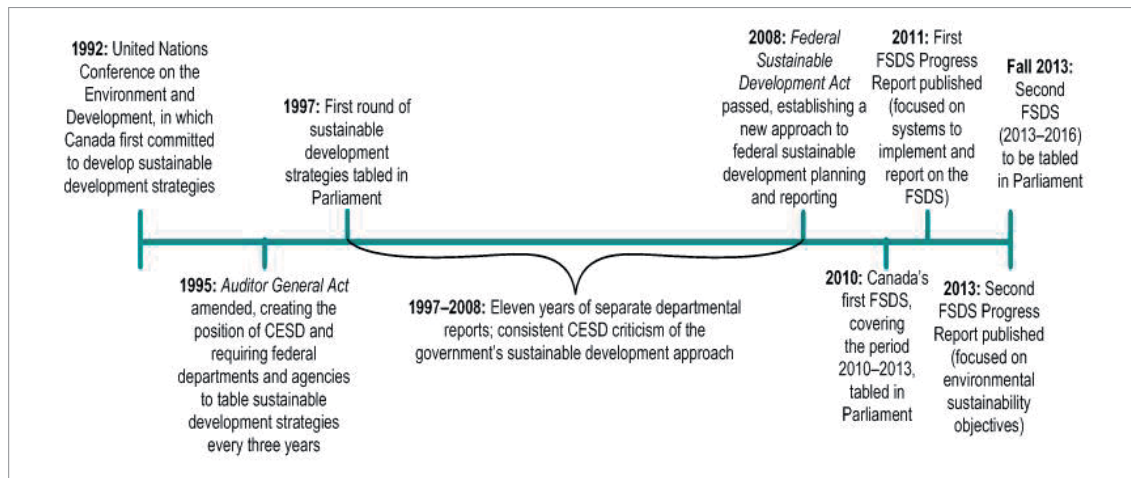 1992: United Nations
Conference on the
Environment and
Development, in which
Canada first committed
to develop sustainable
development strategies
1995: Auditor General Act
amended, creating the
position of CESD and
requiring federal
departments and agencies
to table sustainable
development strategies
every three years
1997: First round of
sustainable
development
strategies tabled in
Parliament
1997–2008: Eleven years of separate departmental
reports; consistent CESD criticism of the
government’s sustainable development approach
2008: Federal
Sustainable
Development Act
passed, establishing a
new approach to
federal sustainable
development planning
and reporting
2010: Canada’s
first FSDS,
covering
the period
2010–2013,
tabled in
Parliament
2011: First
FSDS Progress
Report published
(focused on
systems to
implement and
report on the
FSDS)
2013: Second
FSDS Progress
Report published
(focused on
environmental
sustainability
objectives)
Fall 2013:
Second
FSDS
(2013–2016)
to be tabled
in Parliament